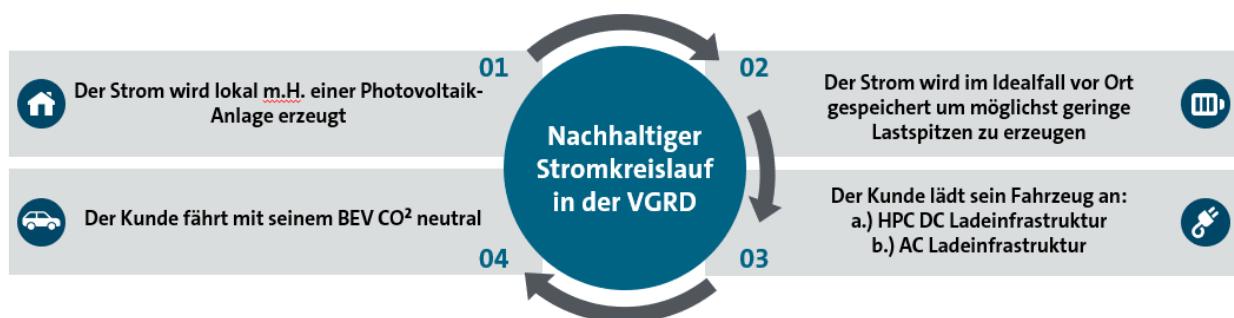 01
Der Strom wird lokal m.H. einer Photovoltaik-
Anlage erzeugt
02
Der Strom wird im Idealfall vor Ort
gespeichert um möglichst geringe
Lastspitzen zu erzeugen
Nachhaltiger
Stromkreislauf
in der VGRD
03
Der Kunde lädt sein Fahrzeug an:
a.) HPC DC Ladeinfrastruktur
b.) AC Ladeinfrastruktur
04
Der Kunde fährt mit seinem BEV CO² neutral